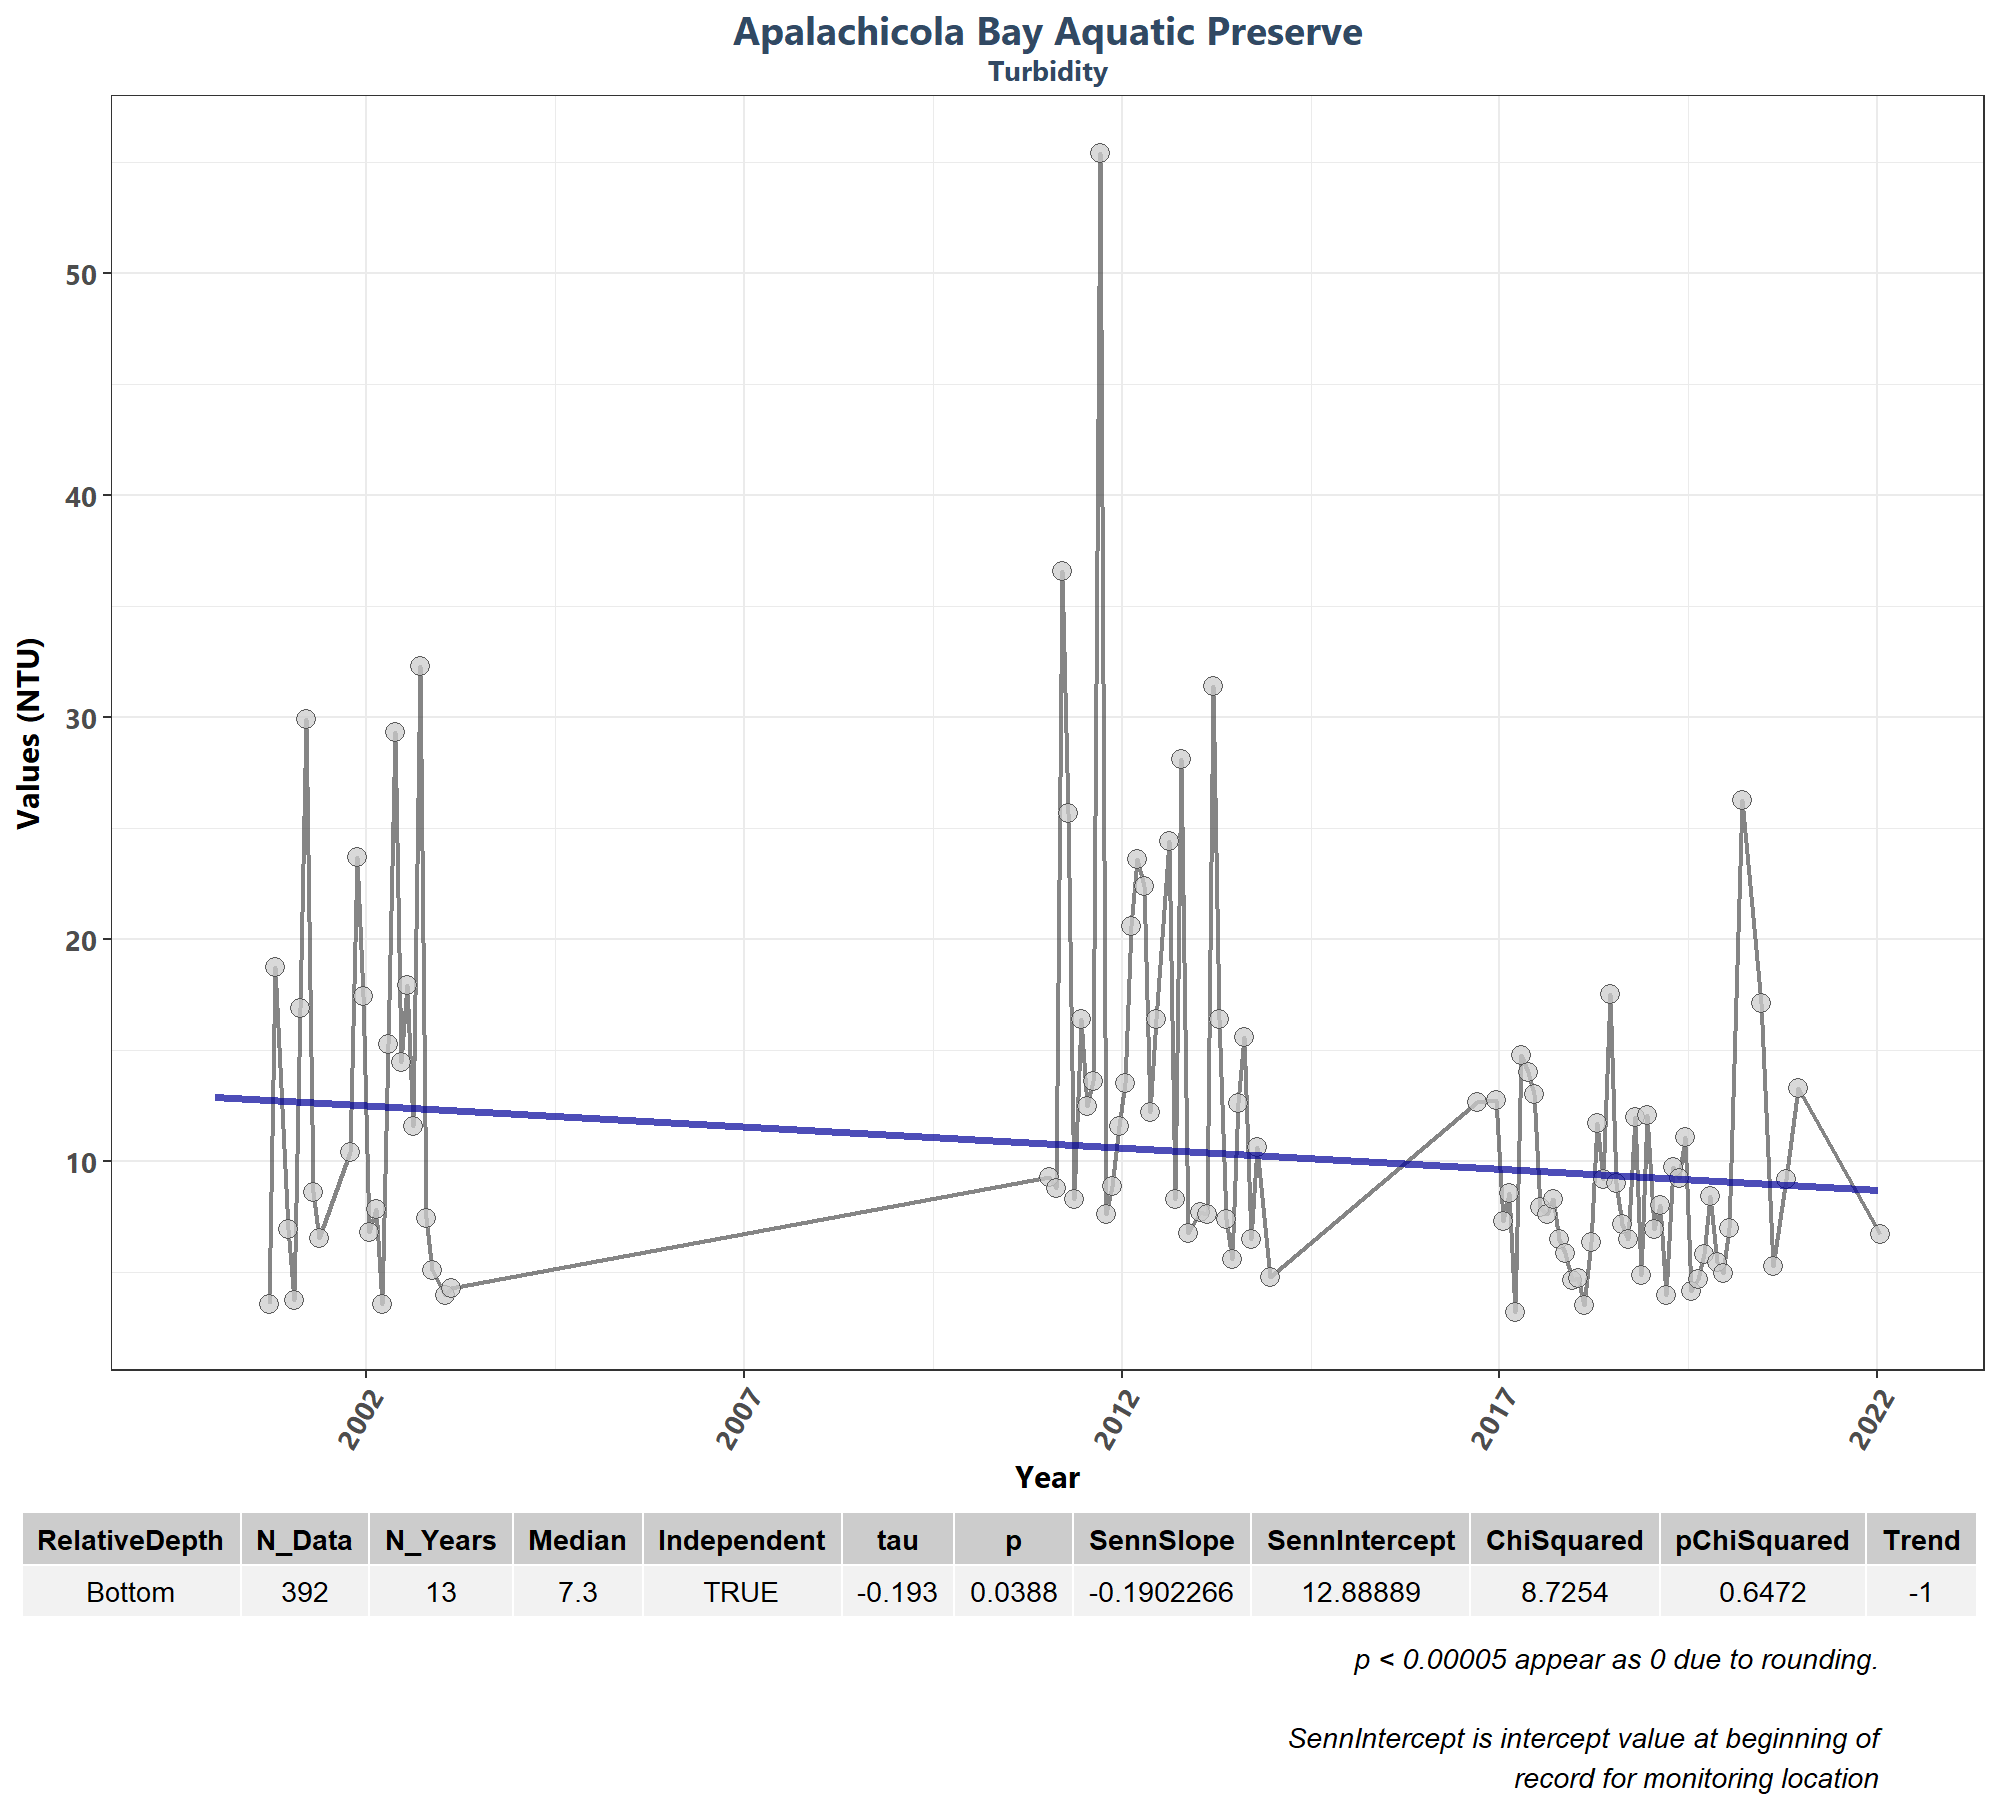 Apalachicola Bay Aquatic Preserve
Turbidity
Values (NTU)
50
40
30
20
10
2002 2007 2012 2017 2022
Year
RelativeDepth N_Data N_Years Median Independent tau p SennSlope SennIntercept ChiSquared pChiSquared Trend
Bottom 392 13 7.3 TRUE -0.193 0.0388 -0.1902266 12.88889 8.7254 0.6472 -1
p < 0.00005 appear as 0 due to rounding.
SennIntercept is intercept value at beginning of
record for monitoring location